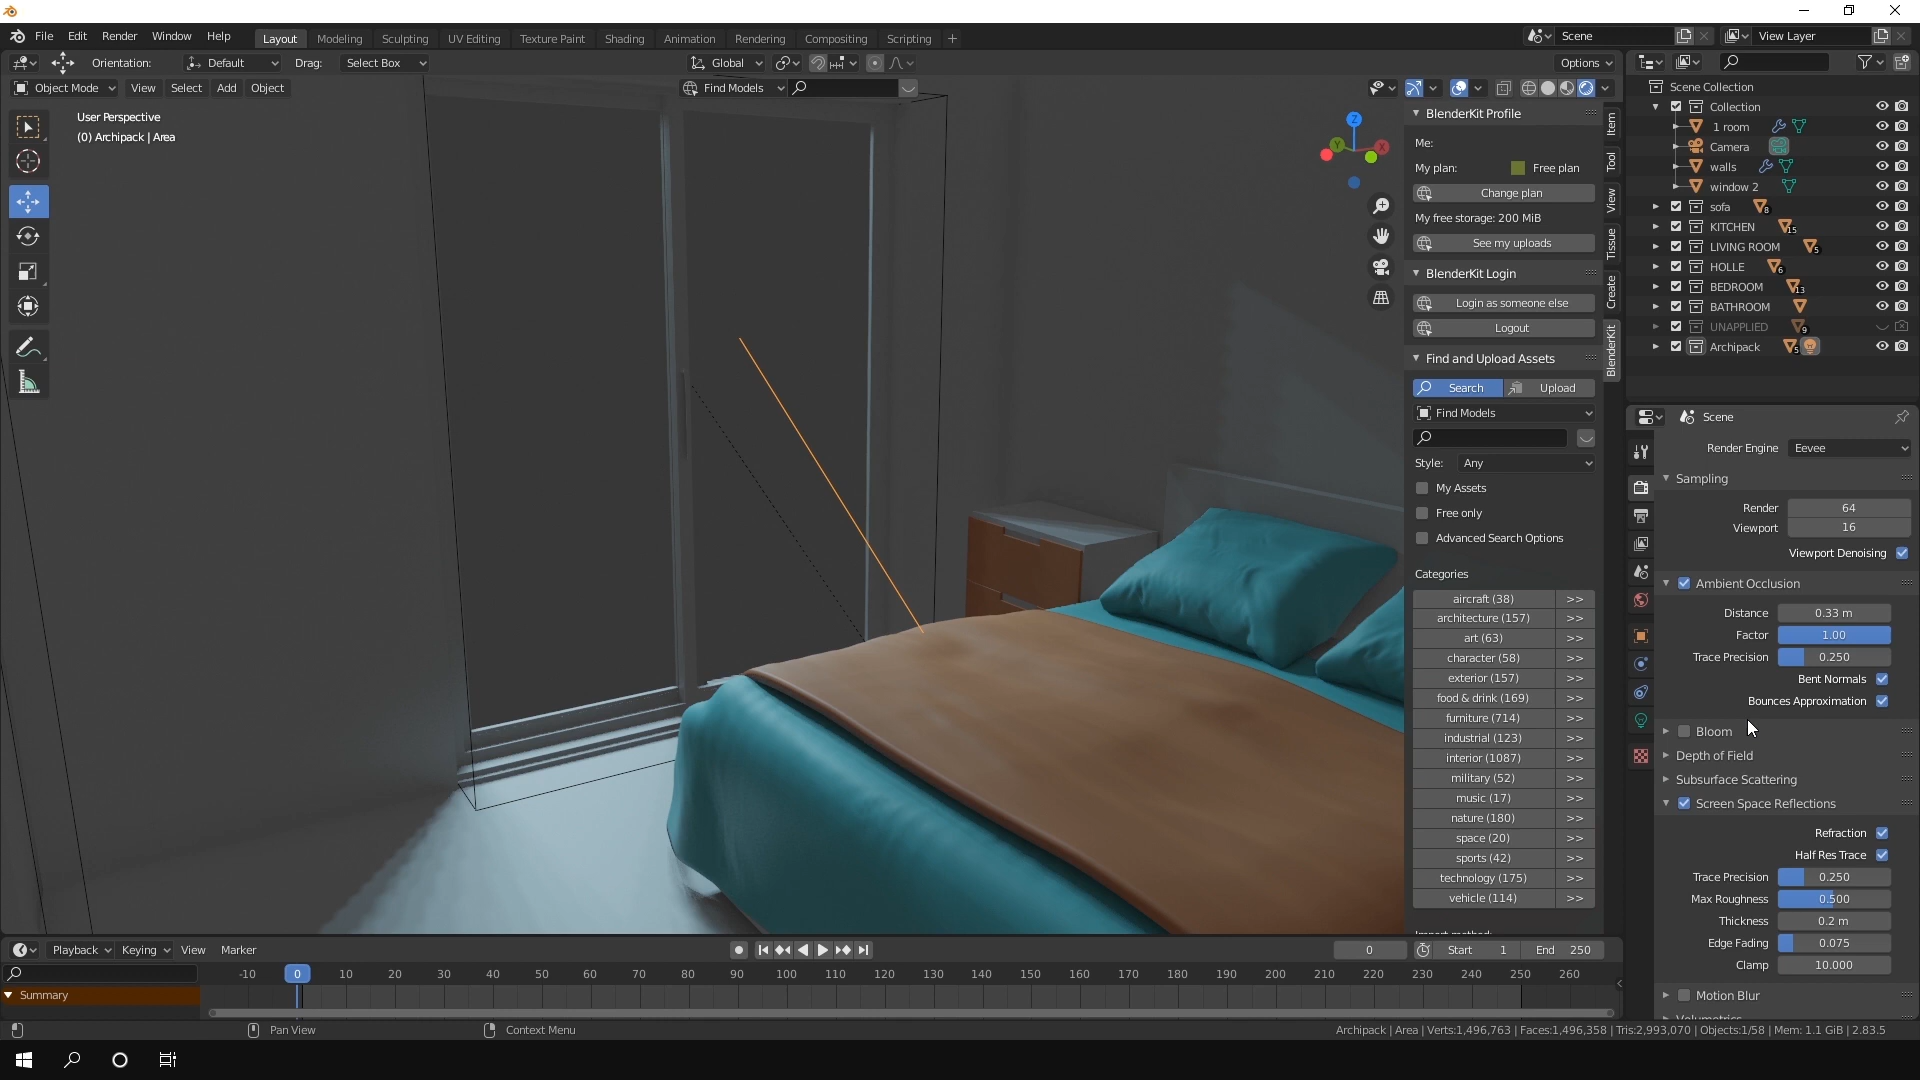 File Edit Render Window Help Layout Modeling Sculpting UV Editing Texture Paint Shading Animation Rendering Compositing Scripting + Scene View Layer
Orientation: Default Drag: Select Box Global Options
Object Mode View Select Add Object Find Models
User Perspective
(0) Archipack | Area
Z
Y
X
BlenderKit Profile
Me:
My plan: Free plan
Change plan
My free storage: 200 MiB
See my uploads
BlenderKit Login
Login as someone else
Logout
Find and Upload Assets
Search Upload
Find Models
Style: Any
My Assets
Free only
Advanced Search Options
Categories
aircraft (38) >>
architecture (157) >>
art (63) >>
character (58) >>
exterior (157) >>
food & drink (169) >>
furniture (714) >>
industrial (123) >>
interior (1087) >>
military (52) >>
music (17) >>
nature (180) >>
space (20) >>
sports (42) >>
technology (175) >>
vehicle (114) >>
Item
Tool
View
Tissue
Create
BlenderKit
Scene Collection
Collection
1 room
Camera
walls
window 2
sofa 8
KITCHEN 15
LIVING ROOM 5
HOLLE 6
BEDROOM 13
BATHROOM
UNAPPLIED 9
Archipack 5
Scene
Render Engine Eevee
Sampling
Render 64
Viewport 16
Viewport Denoising
Ambient Occlusion
Distance 0.33 m
Factor 1.00
Trace Precision 0.250
Bent Normals
Bounces Approximation
Bloom
Depth of Field
Subsurface Scattering
Screen Space Reflections
Refraction
Half Res Trace
Trace Precision 0.250
Max Roughness 0.500
Thickness 0.2 m
Edge Fading 0.075
Clamp 10.000
Motion Blur
Volumetrics
Playback Keying View Marker 0 Start 1 End 250
-10 0 10 20 30 40 50 60 70 80 90 100 110 120 130 140 150 160 170 180 190 200 210 220 230 240 250 260
Summary
Pan View Context Menu Archipack | Area | Verts:1,496,763 | Faces:1,496,358 | Tris:2,993,070 | Objects:1/58 | Mem: 1.1 GiB | 2.83.5